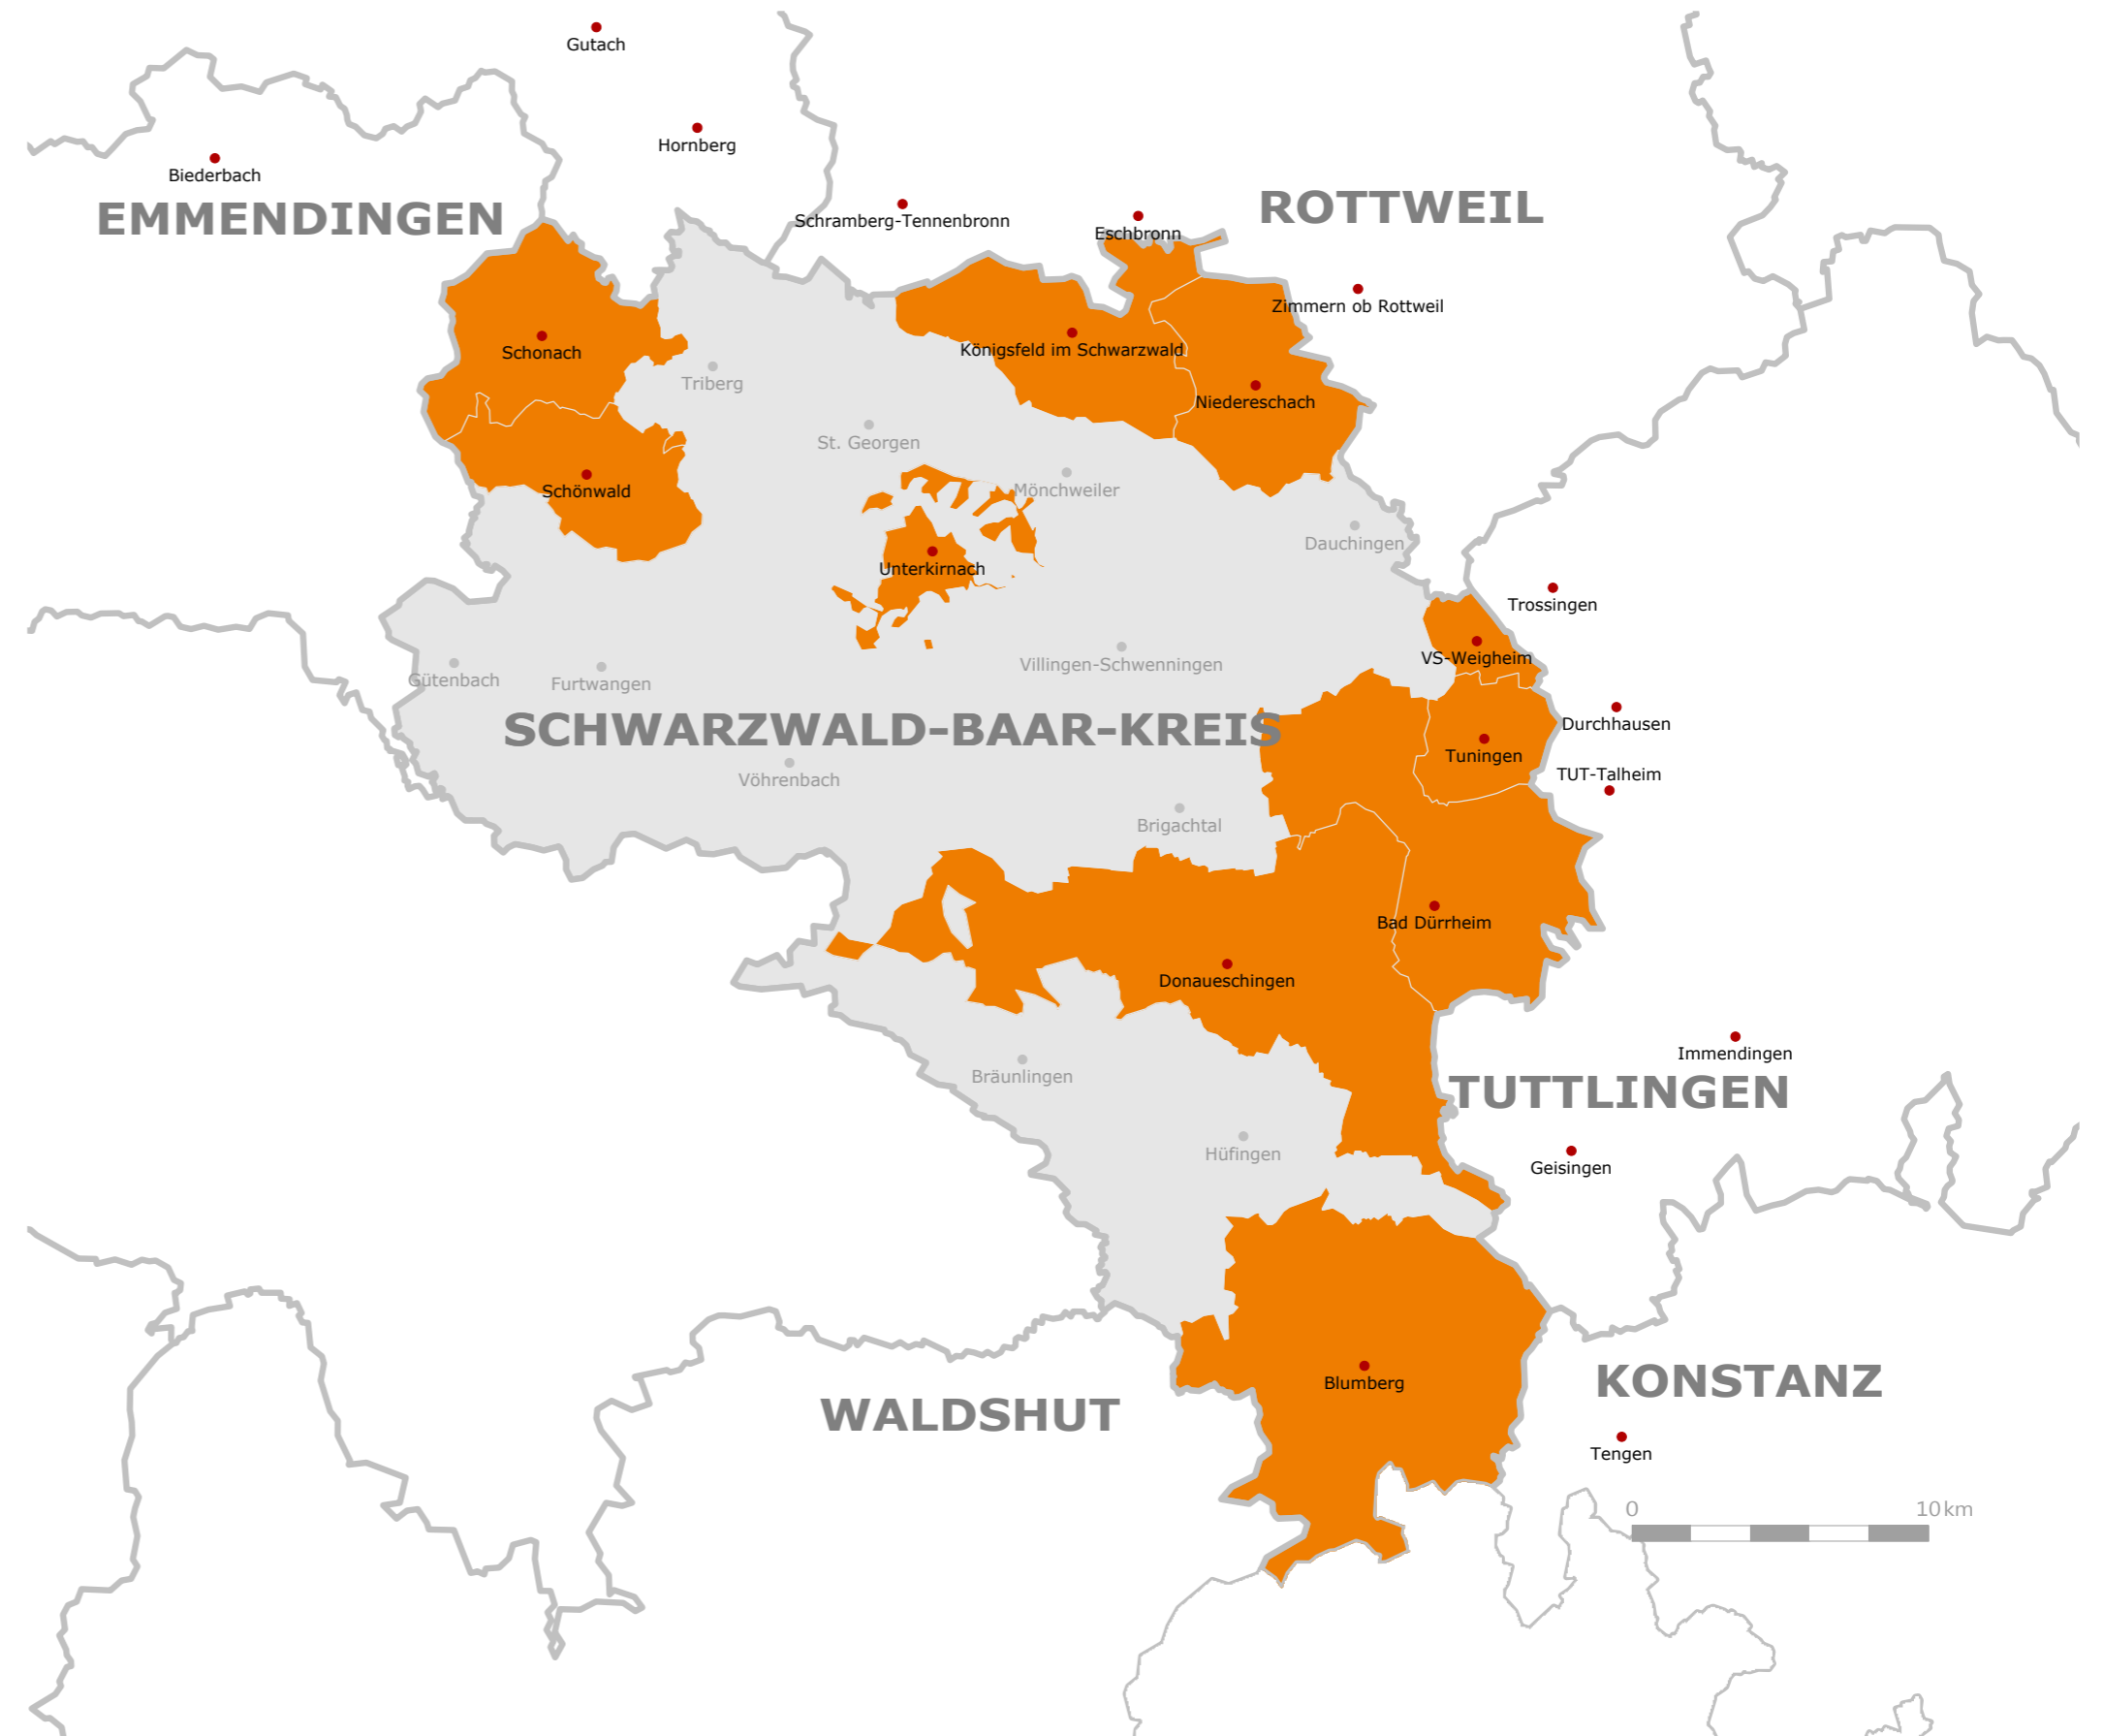 Gutach
Hornberg
Biederbach
EMMENDINGEN
ROTTWEIL
Schramberg-Tennenbronn
Eschbronn
Zimmern ob Rottweil
Schonach
Königsfeld im Schwarzwald
Triberg
Niedereschach
St. Georgen
Schönwald
Mönchweiler
Dauchingen
Unterkirnach
Trossingen
VS-Weigheim
Villingen-Schwenningen
Gütenbach
Furtwangen
SCHWARZWALD-BAAR-KREIS
Durchhausen
Tuningen
TUT-Talheim
Vöhrenbach
Brigachtal
Bad Dürrheim
Donaueschingen
Immendingen
Bräunlingen
TUTTLINGEN
Hüfingen
Geisingen
Blumberg
KONSTANZ
WALDSHUT
Tengen
0 10 km